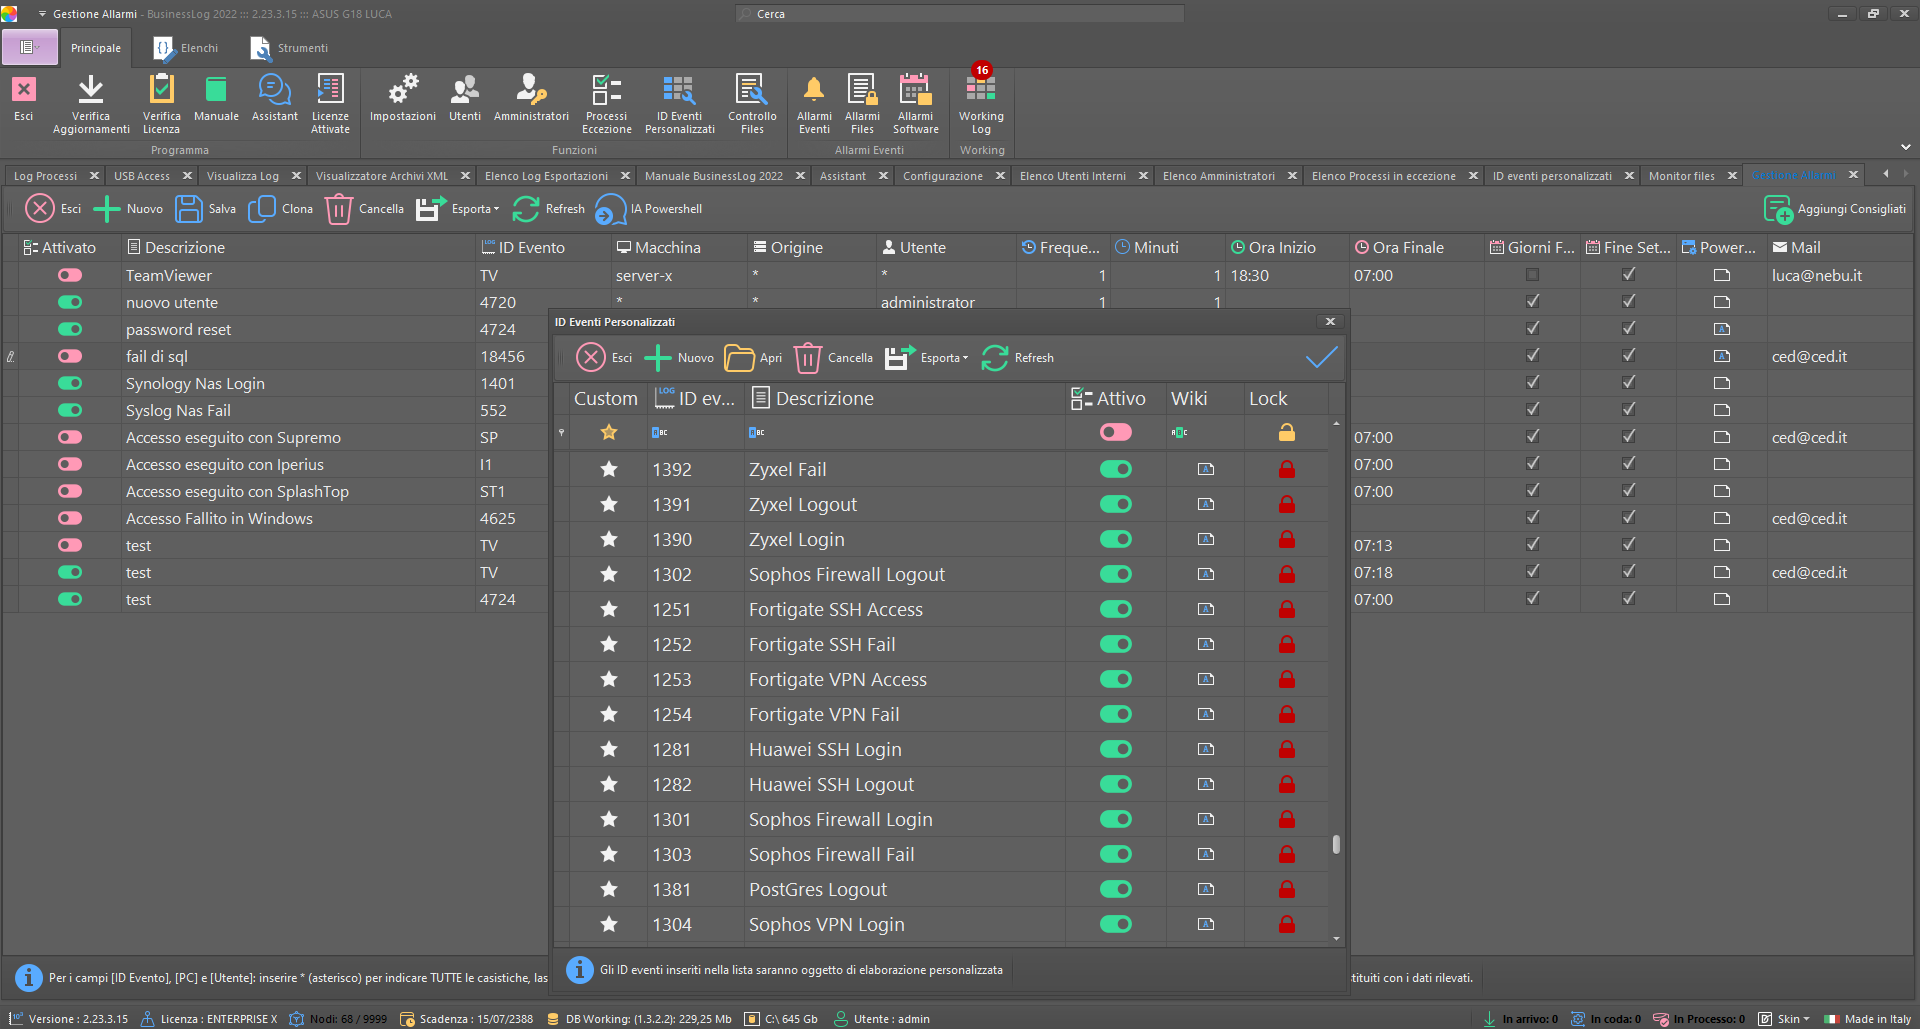 Gestione Allarmi - BusinessLog 2022 ::: 2.23.3.15 ::: ASUS G18 LUCA
Cerca
Principale
Elenchi
Strumenti
16
Esci
Verifica Aggiornamenti
Verifica Licenza
Manuale
Assistant
Licenze Attivate
Impostazioni
Utenti
Amministratori
Processi Eccezione
ID Eventi Personalizzati
Controllo Files
Allarmi Eventi
Allarmi Files
Allarmi Software
Working Log
Programma
Funzioni
Allarmi Eventi
Working
Log Processi
USB Access
Visualizza Log
Visualizzatore Archivi XML
Elenco Log Esportazioni
Manuale BusinessLog 2022
Assistant
Configurazione
Elenco Utenti Interni
Elenco Amministratori
Elenco Processi in eccezione
ID eventi personalizzati
Monitor files
Gestione Allarmi
Esci
Nuovo
Salva
Clona
Cancella
Esporta
Refresh
IA Powershell
Aggiungi Consigliati
Attivato Descrizione ID Evento Macchina Origine Utente Freque... Minuti Ora Inizio Ora Finale Giorni F... Fine Set... Power... Mail
TeamViewer TV server-x * * 1 1 18:30 07:00 luca@nebu.it
nuovo utente 4720 * * administrator 1 1
password reset 4724
fail di sql 18456 ced@ced.it
Synology Nas Login 1401
Syslog Nas Fail 552
Accesso eseguito con Supremo SP 07:00 ced@ced.it
Accesso eseguito con Iperius I1 07:00
Accesso eseguito con SplashTop ST1 07:00
Accesso Fallito in Windows 4625 ced@ced.it
test TV 07:13
test TV 07:18 ced@ced.it
test 4724 07:00
ID Eventi Personalizzati
Esci
Nuovo
Apri
Cancella
Esporta
Refresh
Custom LOG ID ev... Descrizione Attivo Wiki Lock
1392 Zyxel Fail
1391 Zyxel Logout
1390 Zyxel Login
1302 Sophos Firewall Logout
1251 Fortigate SSH Access
1252 Fortigate SSH Fail
1253 Fortigate VPN Access
1254 Fortigate VPN Fail
1281 Huawei SSH Login
1282 Huawei SSH Logout
1301 Sophos Firewall Login
1303 Sophos Firewall Fail
1381 PostGres Logout
1304 Sophos VPN Login
Gli ID eventi inseriti nella lista saranno oggetto di elaborazione personalizzata
Per i campi [ID Evento], [PC] e [Utente]: inserire * (asterisco) per indicare TUTTE le casistiche, las
tituiti con i dati rilevati.
Versione : 2.23.3.15
Licenza : ENTERPRISE X
Nodi: 68 / 9999
Scadenza : 15/07/2388
DB Working: (1.3.2.2): 229,25 Mb
C:\ 645 Gb
Utente : admin
In arrivo: 0
In coda: 0
In Processo: 0
Skin
Made in Italy